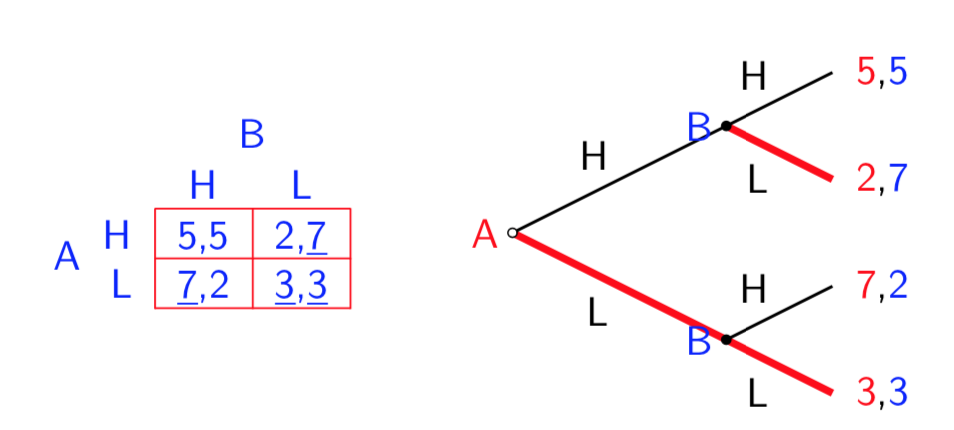 B
H L
A H 5,5 2,7
L 7,2 3,3
H 5,5
B
H L 2,7
A
L H 7,2
B
L 3,3